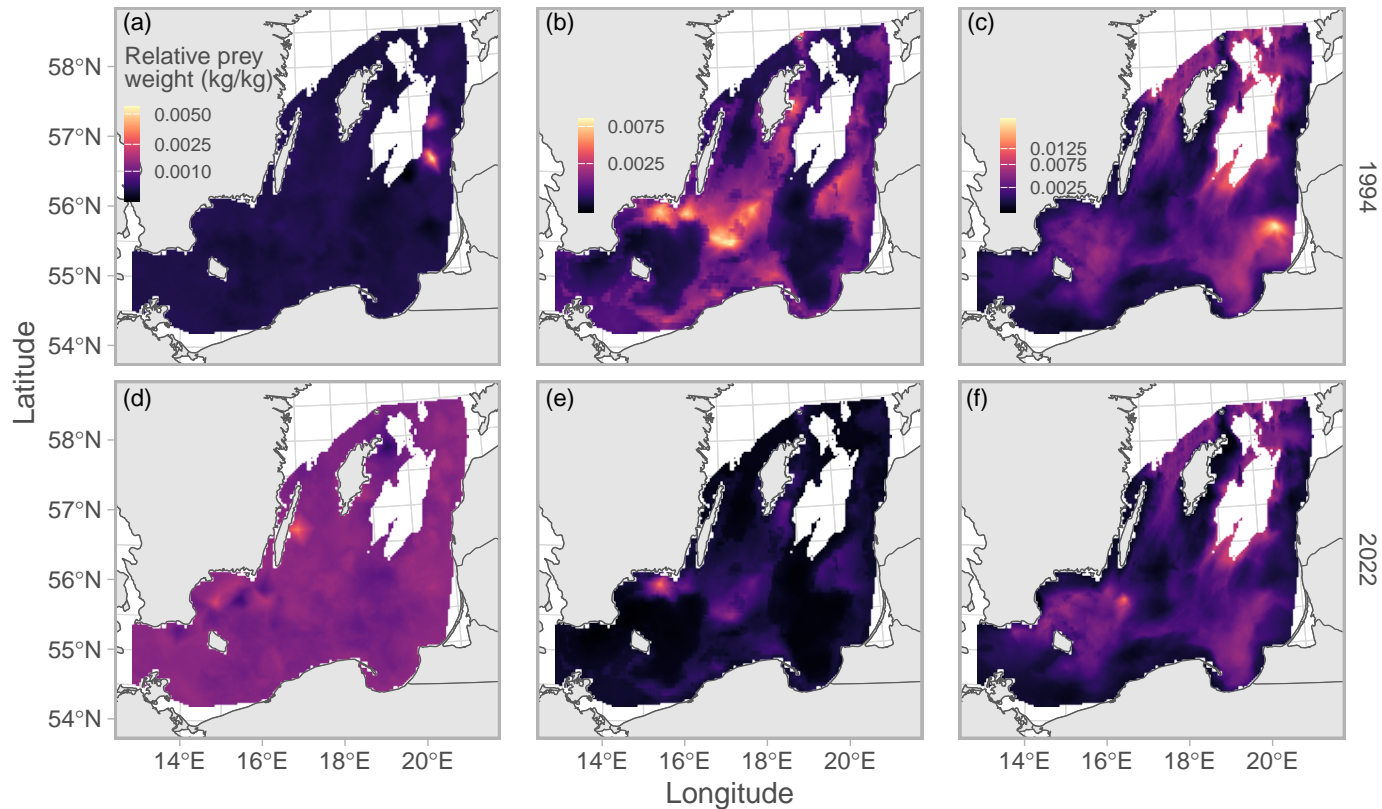 (a)
Relative prey
weight (kg/kg)
0.0050
0.0025
0.0010
(b)
0.0075
0.0025
(c)
0.0125
0.0075
0.0025
1994
58°N
57°N
56°N
55°N
54°N
Latitude
(d)
(e)
(f)
2022
58°N
57°N
56°N
55°N
54°N
14°E 16°E 18°E 20°E
14°E 16°E 18°E 20°E
14°E 16°E 18°E 20°E
Longitude